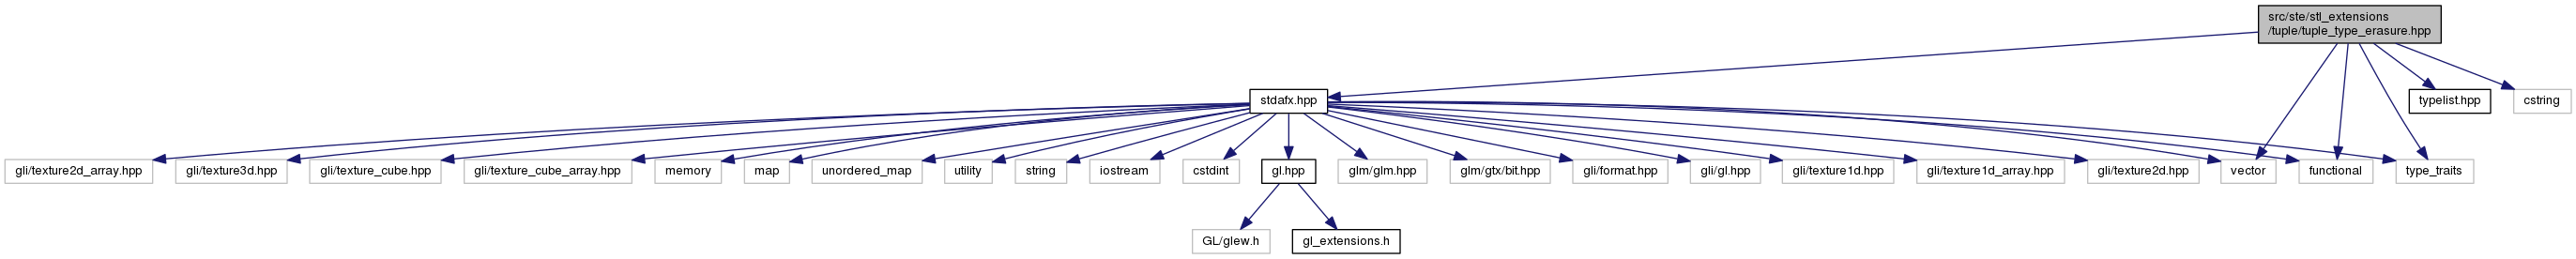 src/ste/stl_extensions
/tuple/tuple_type_erasure.hpp
stdafx.hpp
typelist.hpp
cstring
gli/texture2d_array.hpp
gli/texture3d.hpp
gli/texture_cube.hpp
gli/texture_cube_array.hpp
memory
map
unordered_map
utility
string
iostream
cstdint
gl.hpp
glm/glm.hpp
glm/gtx/bit.hpp
gli/format.hpp
gli/gl.hpp
gli/texture1d.hpp
gli/texture1d_array.hpp
gli/texture2d.hpp
vector
functional
type_traits
GL/glew.h
gl_extensions.h